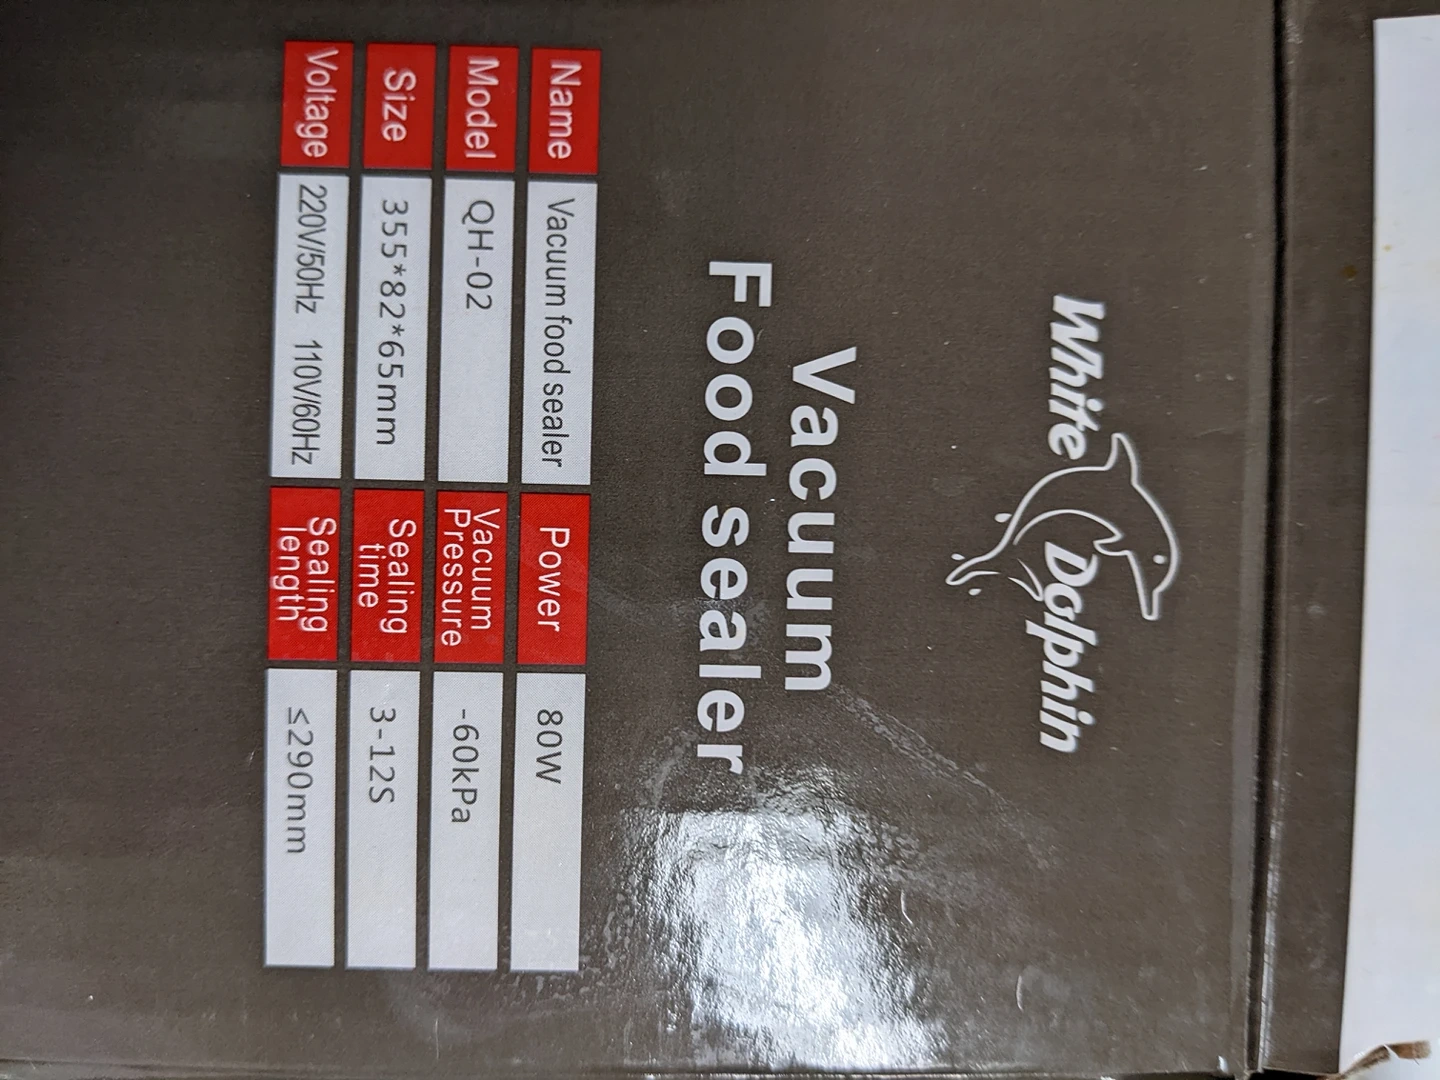 White Dolphin
Vacuum
Food sealer
Name Vacuum food sealer Power 80W
Model QH-02 Vacuum Pressure -60kPa
Size 355*82*65mm Sealing time 3-12S
Voltage 220V/50Hz 110V/60Hz Sealing length ≤290mm